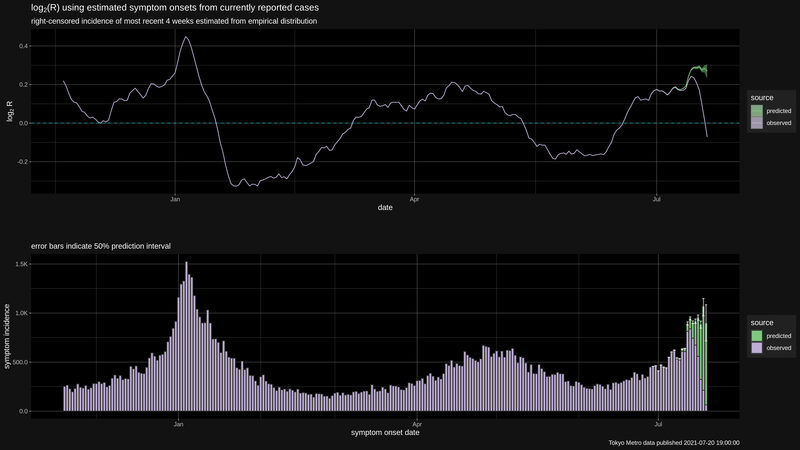 log2(R) using estimated symptom onsets from currently reported cases
right-censored incidence of most recent 4 weeks estimated from empirical distribution
0.4
0.2
0.0
-0.2
log2 R
Jan
Apr
Jul
date
source
predicted
observed
error bars indicate 50% prediction interval
1.5K
1.0K
500.0
0.0
symptom incidence
Jan
Apr
Jul
symptom onset date
source
predicted
observed
Tokyo Metro data published 2021-07-20 19:00:00